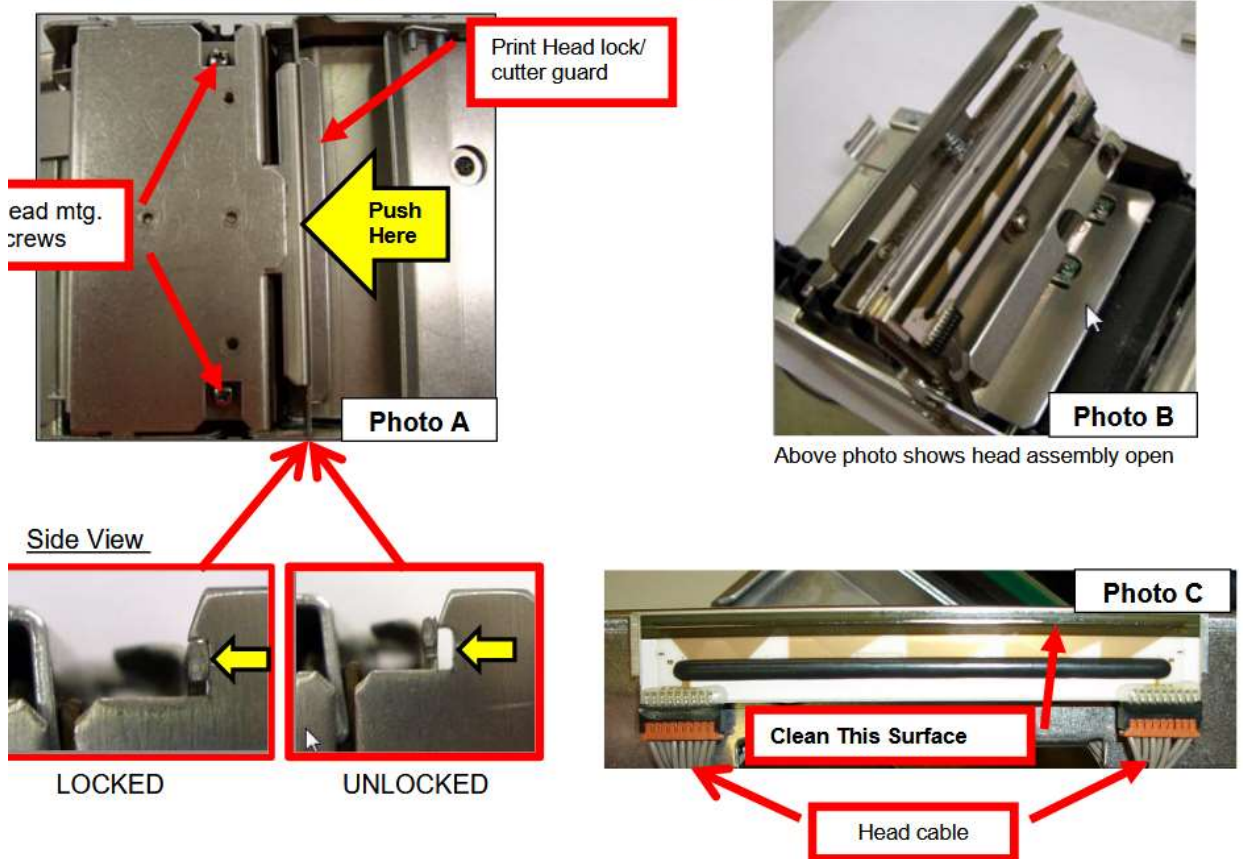 Print Head lock/
cutter guard
ead mtg.
crews
Push
Here
Photo A
Photo B
Above photo shows head assembly open
Side View
LOCKED
UNLOCKED
Photo C
Clean This Surface
Head cable